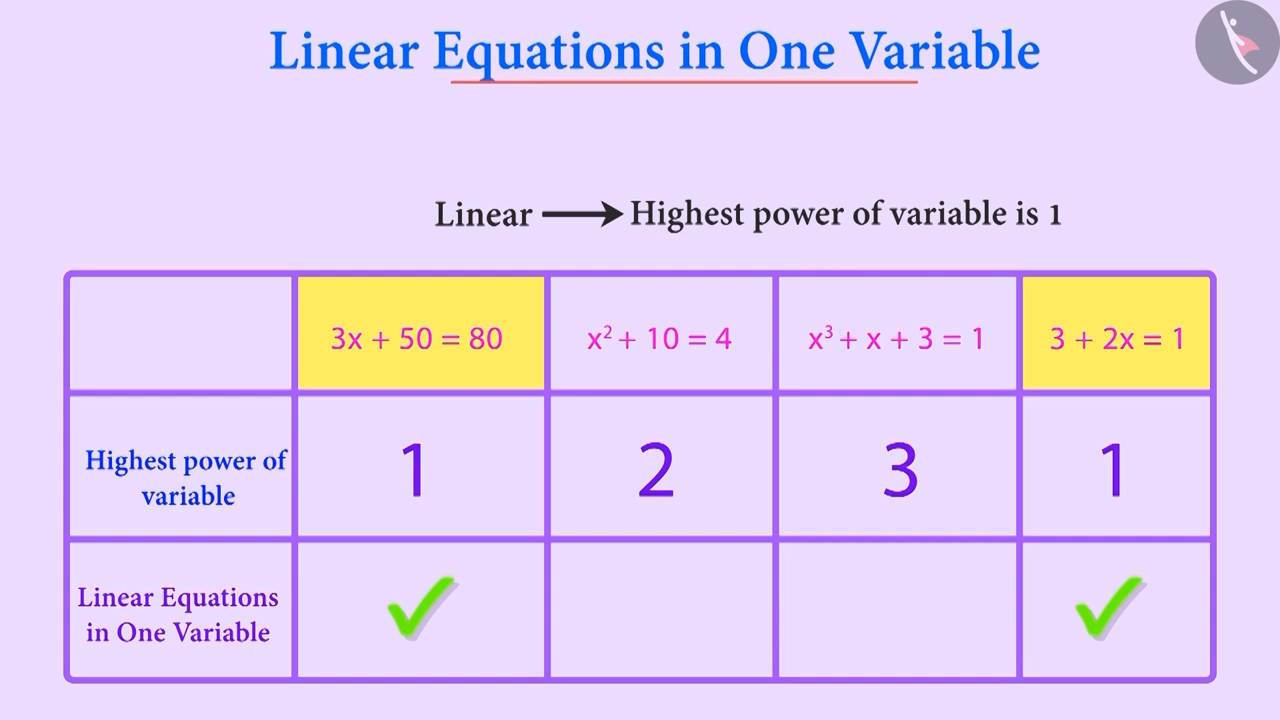 Linear Equations in One Variable
Linear → Highest power of variable is 1
3x + 50 = 80
x² + 10 = 4
x³ + x + 3 = 1
3 + 2x = 1
Highest power of
variable
1
2
3
1
Linear Equations
in One Variable
✓
✓